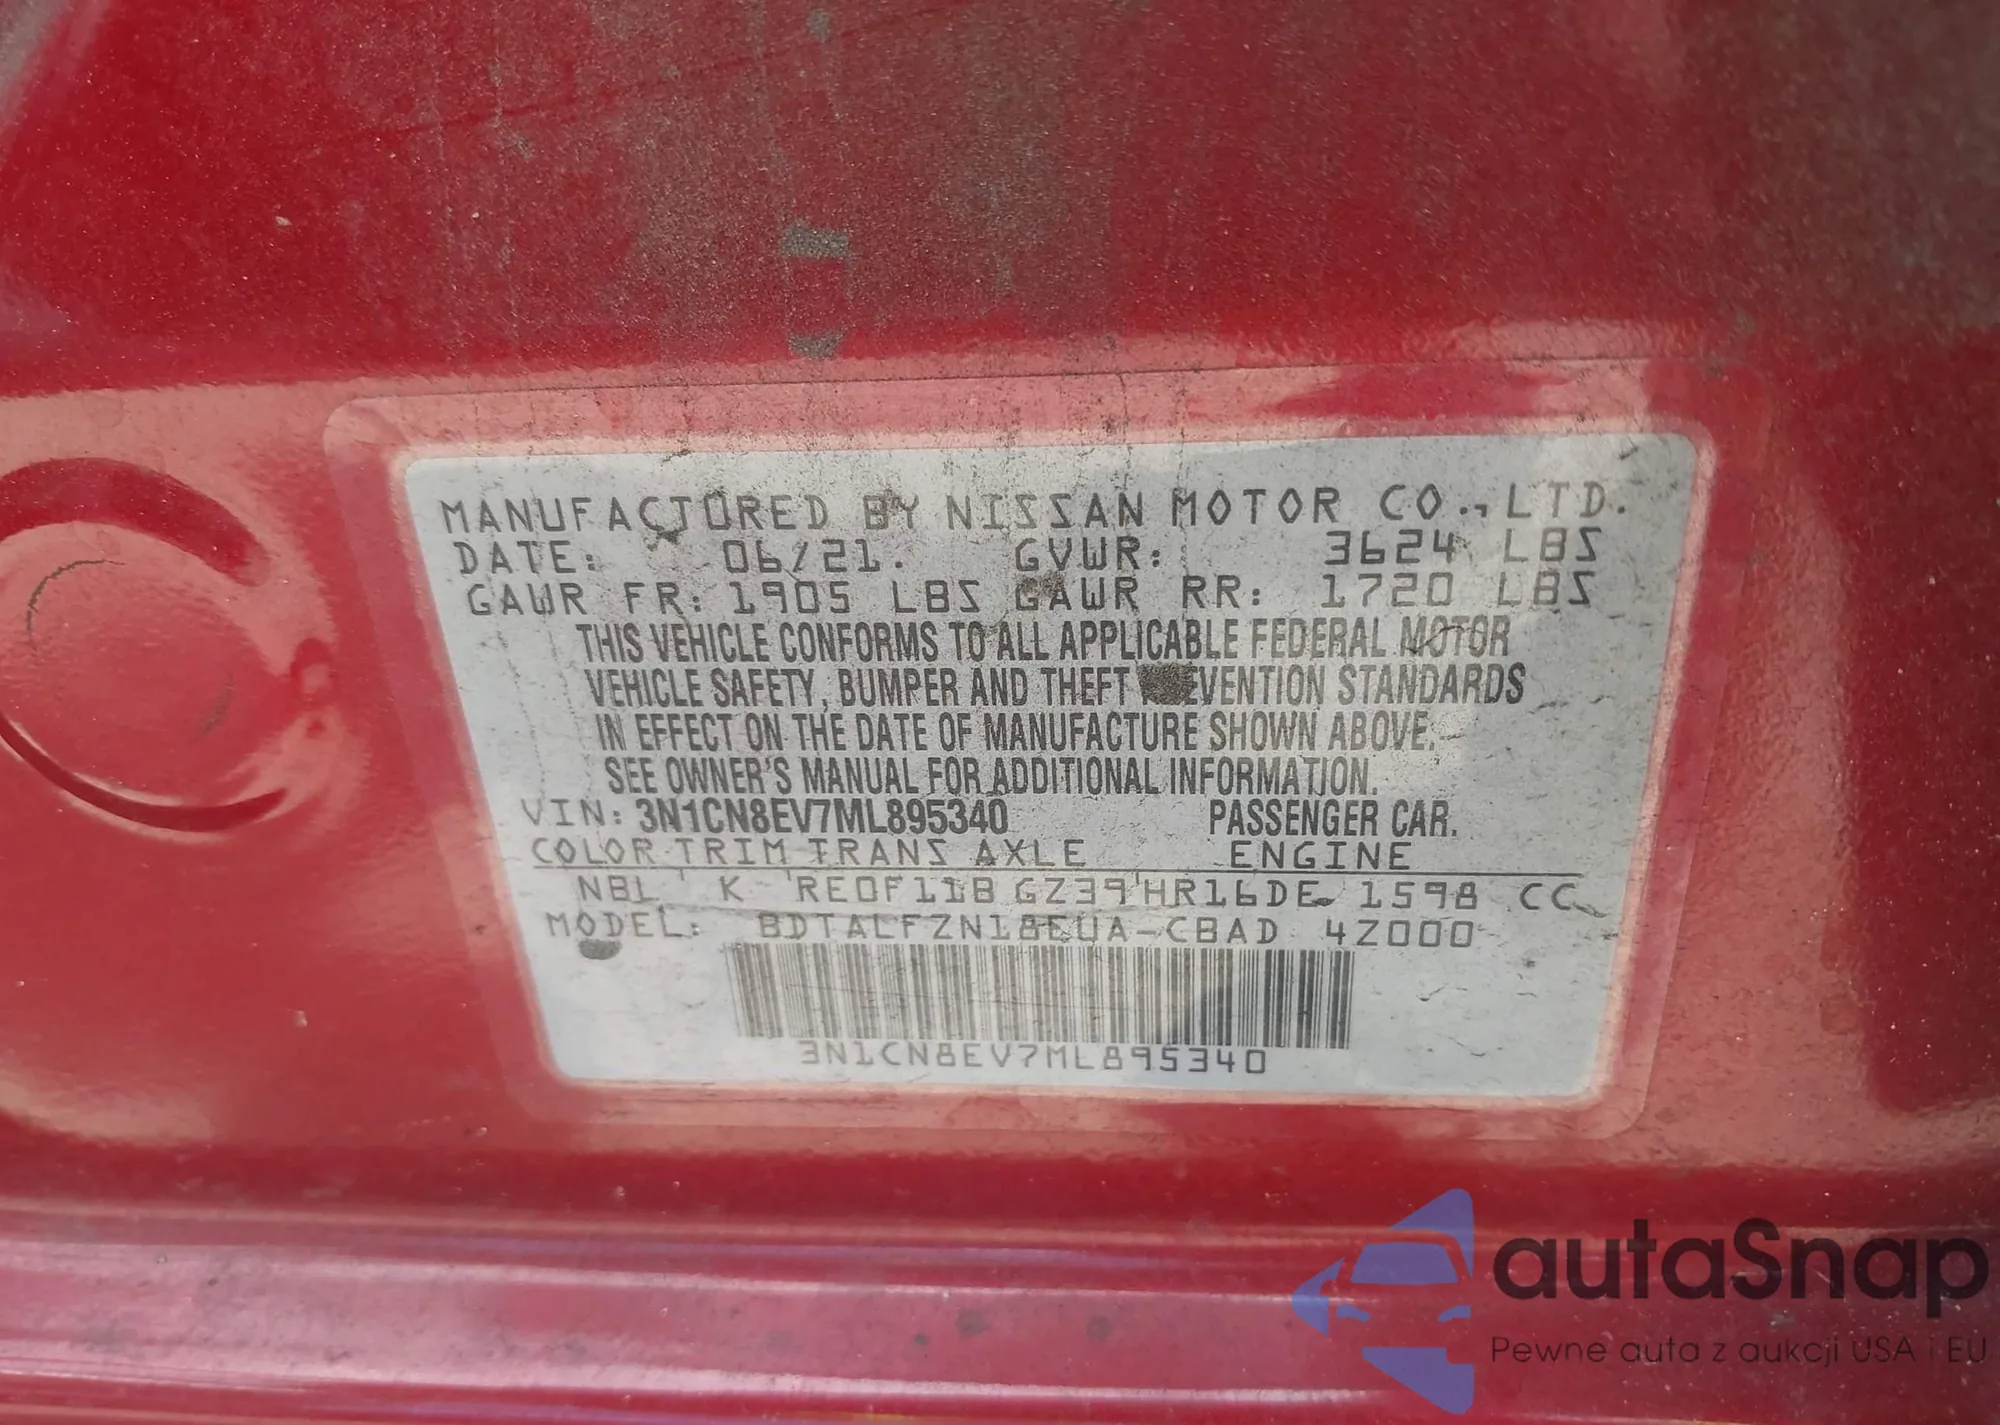 MANUFACTORED BY NISSAN MOTOR CO., LTD.
DATE: 06/21. GVWR: 3624 LBS
GAWR FR: 1905 LBS GAWR RR: 1720 LBS
THIS VEHICLE CONFORMS TO ALL APPLICABLE FEDERAL MOTOR
VEHICLE SAFETY, BUMPER AND THEFT STANDARDS
IN EFFECT ON THE DATE OF MANUFACTURE SHOWN ABOVE.
SEE OWNER'S MANUAL FOR ADDITIONAL INFORMATION.
VIN: 3N1CN8EV7ML895340 PASSENGER CAR.
COLOR TRIM TRANS AXLE ENGINE
NBL K RE0F11B GZ39 HR16DE 1598 CC
MODEL: BDTALFZN18EUA-CBAD 4Z000
3N1CN8EV7ML895340
autaSnap
Pewne auta z aukcji USA i EU